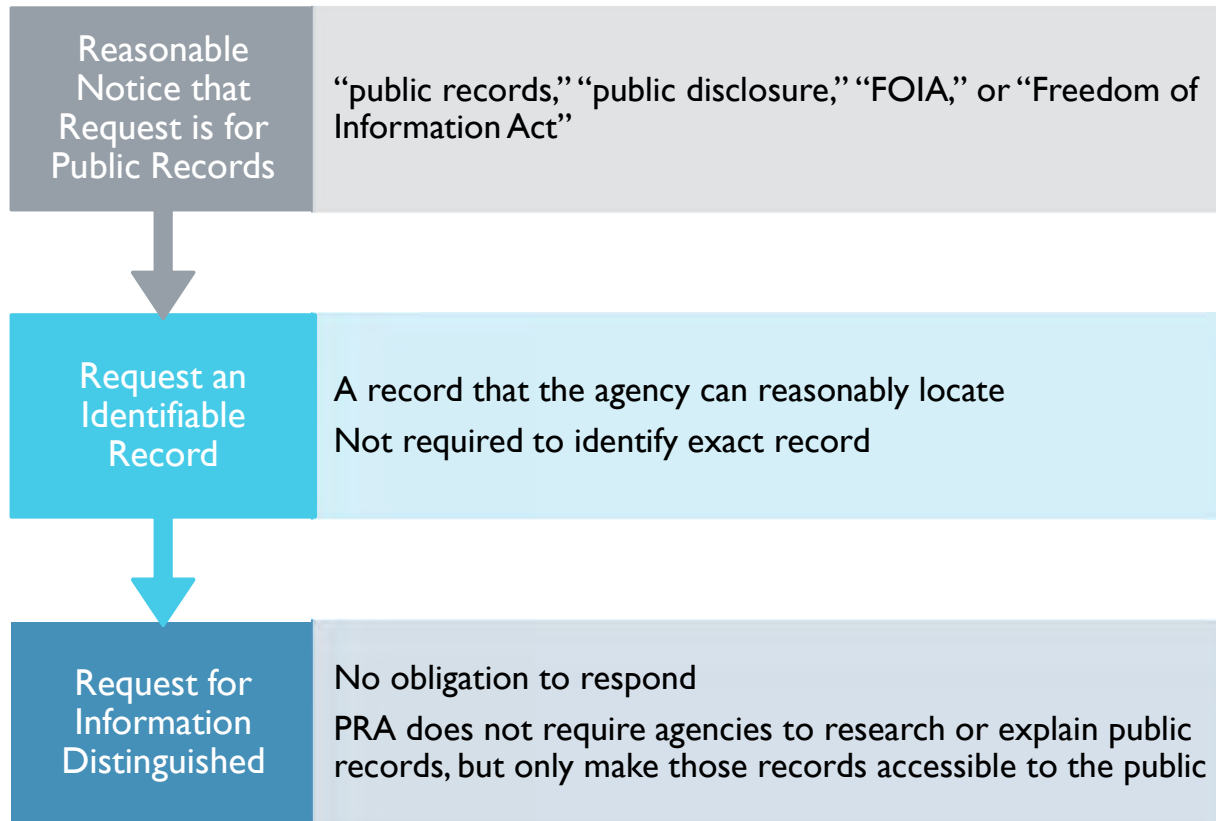 Reasonable
Notice that
Request is for
Public Records
“public records,” “public disclosure,” “FOIA,” or “Freedom of
Information Act”
Request an
Identifiable
Record
A record that the agency can reasonably locate
Not required to identify exact record
Request for
Information
Distinguished
No obligation to respond
PRA does not require agencies to research or explain public
records, but only make those records accessible to the public